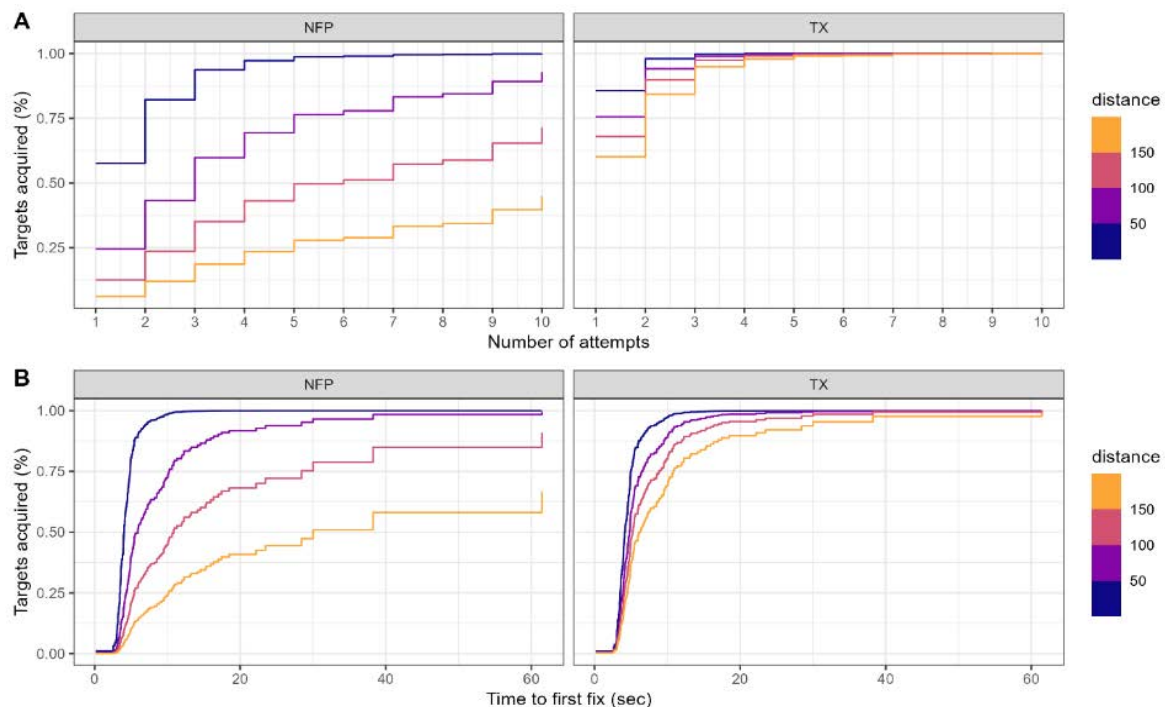 A
NFP
TX
Targets acquired (%)
1.00
0.75
0.50
0.25
1 2 3 4 5 6 7 8 9 10
1 2 3 4 5 6 7 8 9 10
Number of attempts
distance
150
100
50
B
NFP
TX
Targets acquired (%)
1.00
0.75
0.50
0.25
0.00
0 20 40 60
0 20 40 60
Time to first fix (sec)
distance
150
100
50